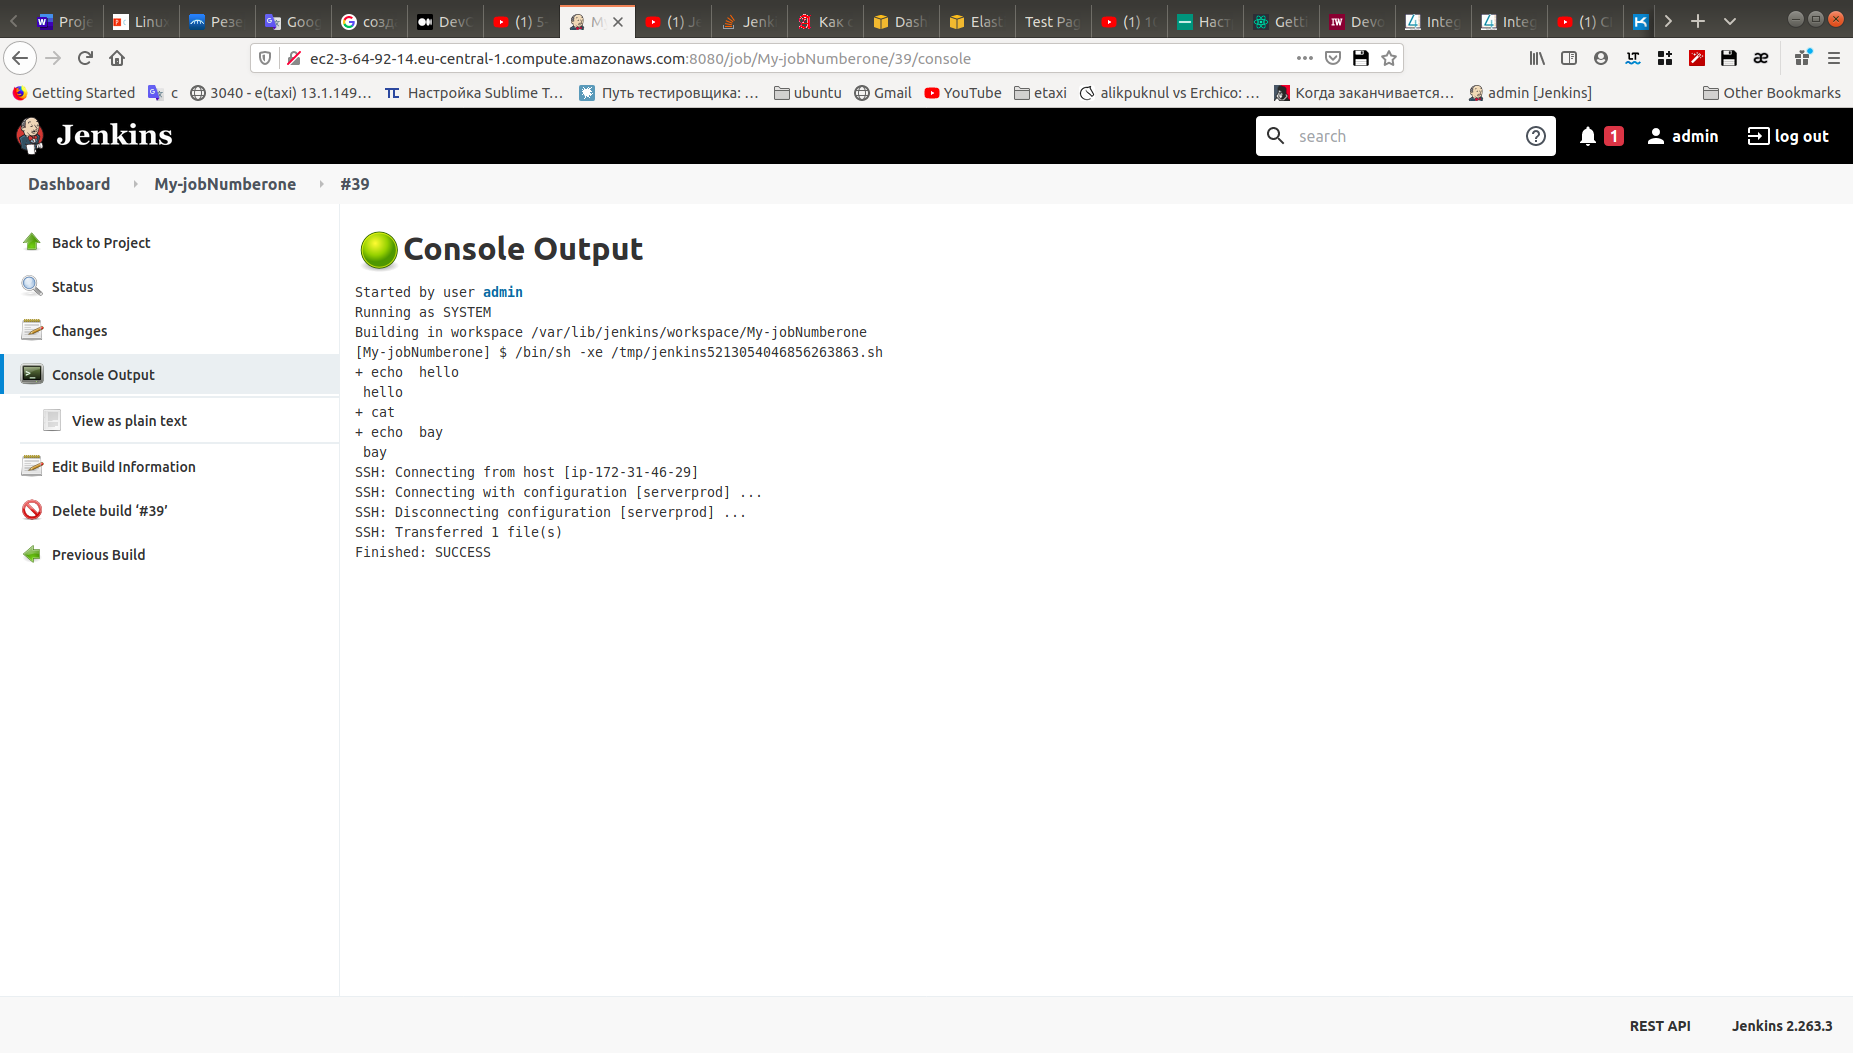 Proje
Linux
Резе
Goog
созд
DevO
(1) 5-
My
(1) Je
Jenk
Как с
Dash
Elast
Test Pag
(1) 10
Наст
Getti
Devo
Integ
Integ
(1) C
ec2-3-64-92-14.eu-central-1.compute.amazonaws.com:8080/job/My-jobNumberone/39/console
Getting Started
с
3040 - e(taxi) 13.1.149…
Настройка Sublime T…
Путь тестировщика: …
ubuntu
Gmail
YouTube
etaxi
alikpuknul vs Erchico: …
Когда заканчивается…
admin [Jenkins]
Other Bookmarks
Jenkins
search
1
admin
log out
Dashboard
My-jobNumberone
#39
Back to Project
Status
Changes
Console Output
View as plain text
Edit Build Information
Delete build ‘#39’
Previous Build
Console Output
Started by user admin
Running as SYSTEM
Building in workspace /var/lib/jenkins/workspace/My-jobNumberone
[My-jobNumberone] $ /bin/sh -xe /tmp/jenkins5213054046856263863.sh
+ echo  hello
 hello
+ cat
+ echo  bay
 bay
SSH: Connecting from host [ip-172-31-46-29]
SSH: Connecting with configuration [serverprod] ...
SSH: Disconnecting configuration [serverprod] ...
SSH: Transferred 1 file(s)
Finished: SUCCESS
REST API
Jenkins 2.263.3